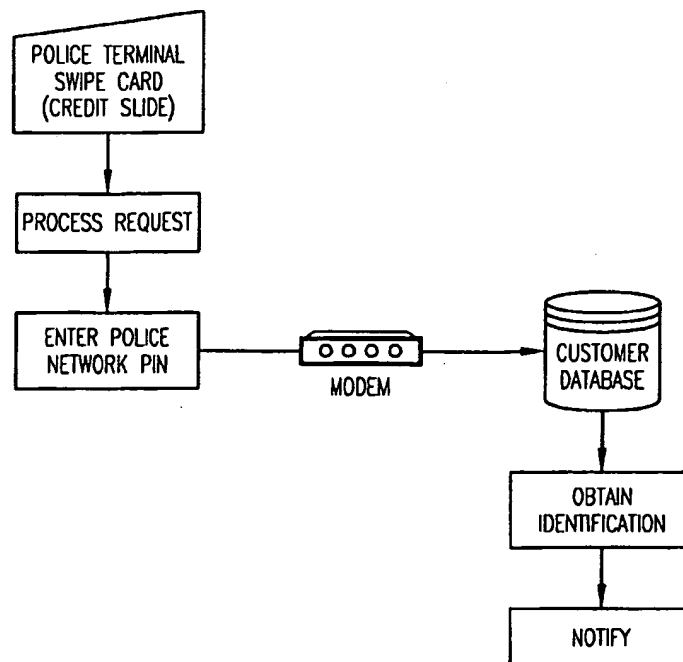 POLICE TERMINAL
SWIPE CARD
(CREDIT SLIDE)
PROCESS REQUEST
ENTER POLICE
NETWORK PIN
MODEM
CUSTOMER
DATABASE
OBTAIN
IDENTIFICATION
NOTIFY